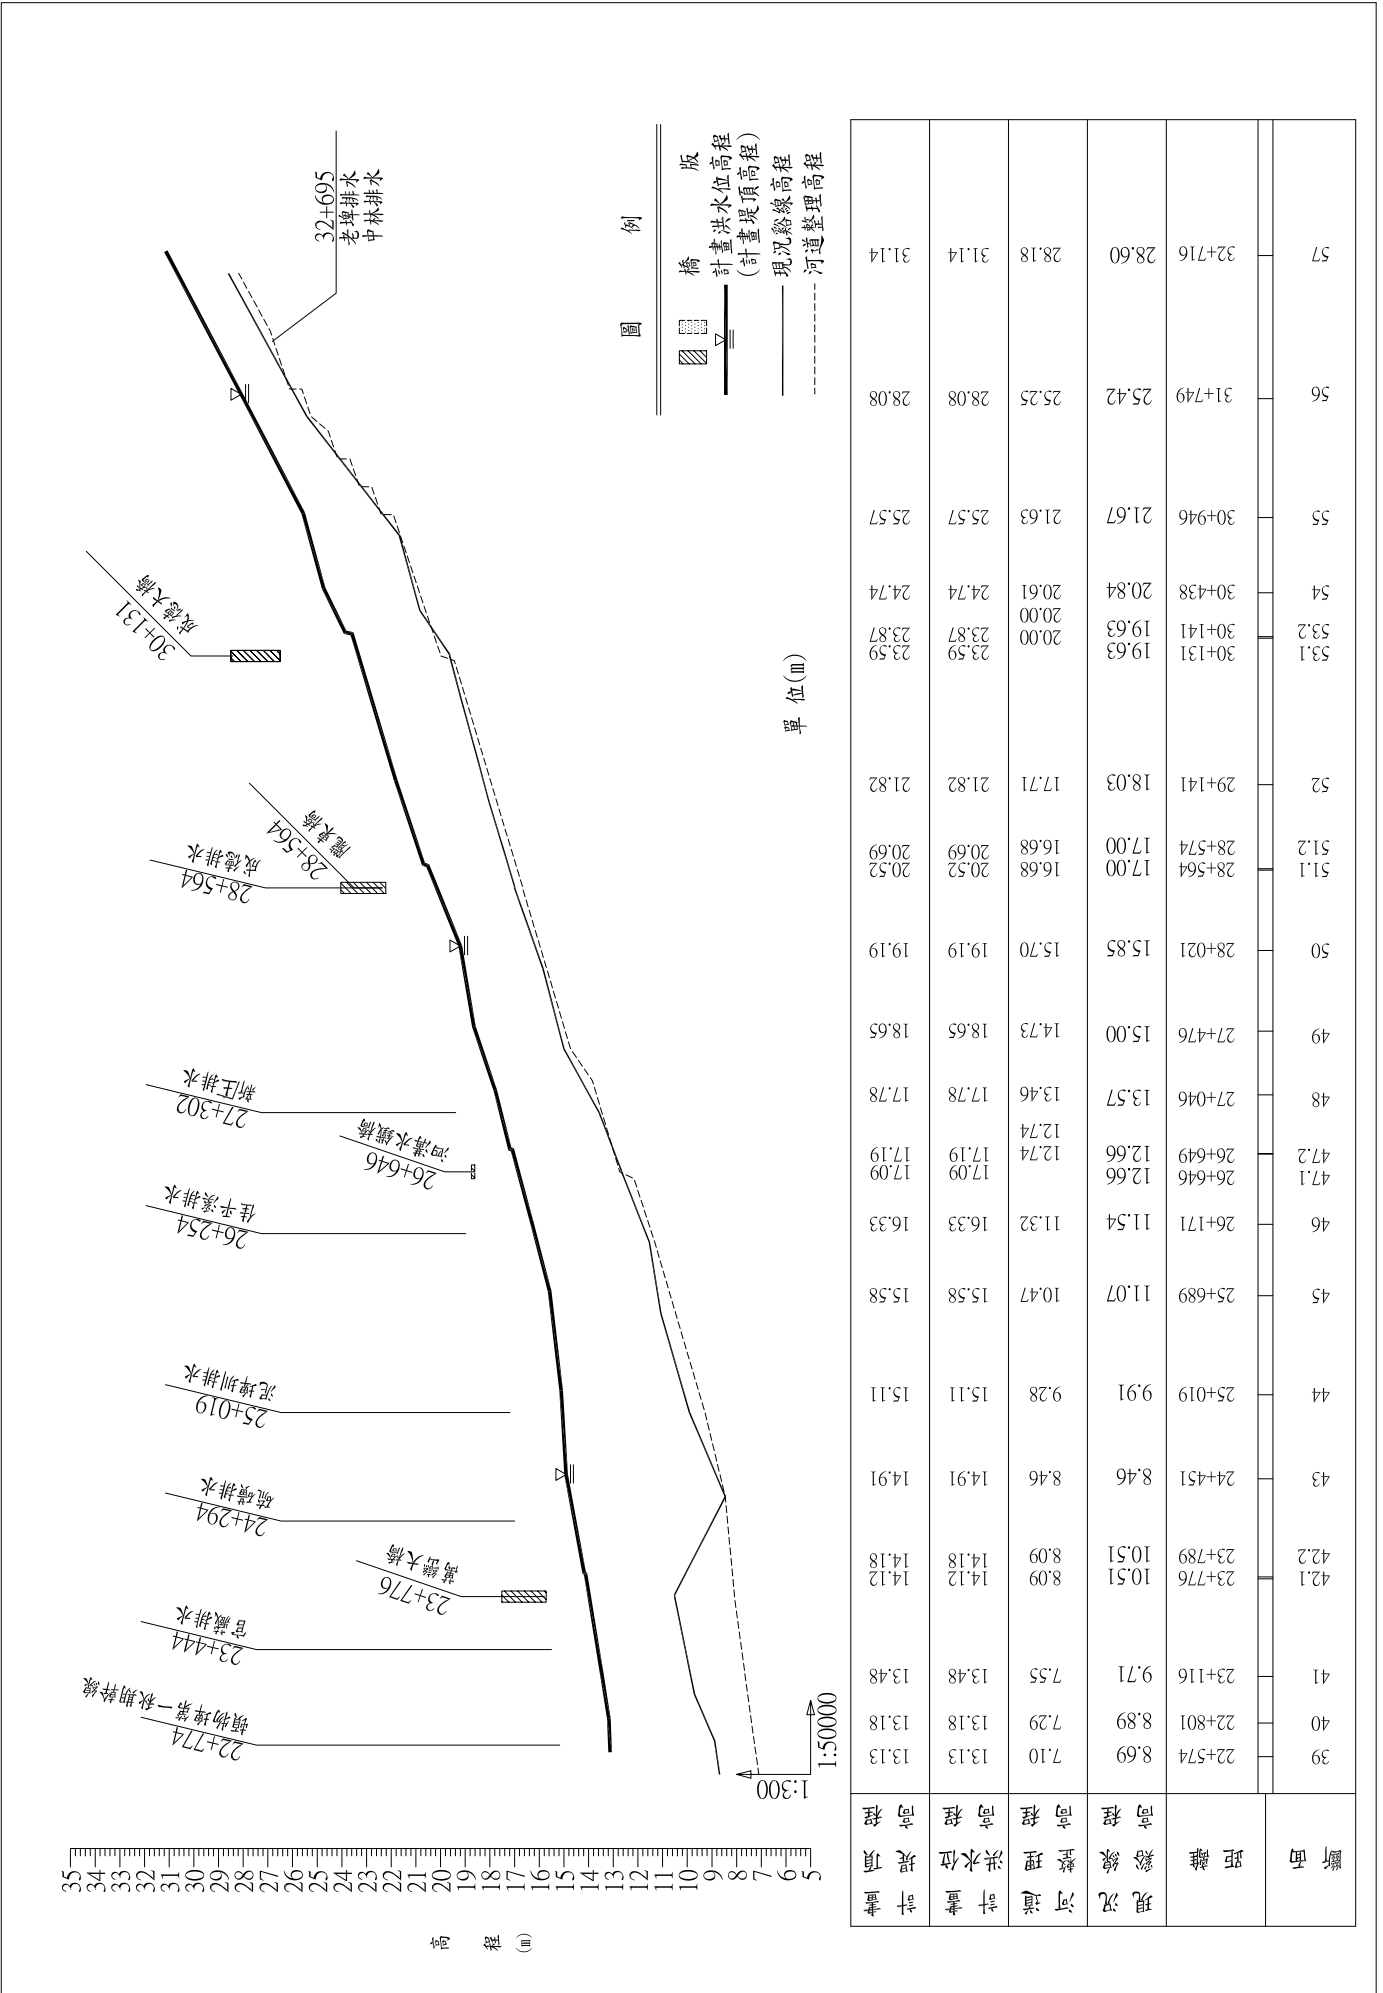 高 程 (m)
35
34
33
32
31
30
29
28
27
26
25
24
23
22
21
20
19
18
17
16
15
14
13
12
11
10
9
8
7
6
5
1:300
1:50000
22+774
頓物埤第一秋期幹線
23+444
官藏排水
23+776
萬巒大橋
24+294
硫磺排水
25+019
泥埤圳排水
26+254
佳平溪排水
26+646
河溝水鐵橋
27+302
新庄排水
28+564
成德排水
28+564
隴東橋
30+131
成德大橋
32+695
老埤排水
中林排水
圖 例
橋 版
計畫洪水位高程
(計畫堤頂高程)
現況谿線高程
河道整理高程
單 位(m)
計畫堤頂高程 13.13 13.18 13.48 14.12 14.18 14.91 15.11 15.58 16.33 17.09 17.19 17.78 18.65 19.19 20.52 20.69 21.82 23.59 23.87 24.74 25.57 28.08 31.14
計畫洪水位高程 13.13 13.18 13.48 14.12 14.18 14.91 15.11 15.58 16.33 17.09 17.19 17.78 18.65 19.19 20.52 20.69 21.82 23.59 23.87 24.74 25.57 28.08 31.14
河道整理高程 7.10 7.29 7.55 8.09 8.09 8.46 9.28 10.47 11.32 12.74 12.74 13.46 14.73 15.70 16.68 16.68 17.71 20.00 20.00 20.61 21.63 25.25 28.18
現況谿線高程 8.69 8.89 9.71 10.51 10.51 8.46 9.91 11.07 11.54 12.66 12.66 13.57 15.00 15.85 17.00 17.00 18.03 19.63 19.63 20.84 21.67 25.42 28.60
距離 22+574 22+801 23+116 23+776 23+789 24+451 25+019 25+689 26+171 26+646 26+649 27+046 27+476 28+021 28+564 28+574 29+141 30+131 30+141 30+438 30+946 31+749 32+716
斷面 39 40 41 42.1 42.2 43 44 45 46 47.1 47.2 48 49 50 51.1 51.2 52 53.1 53.2 54 55 56 57